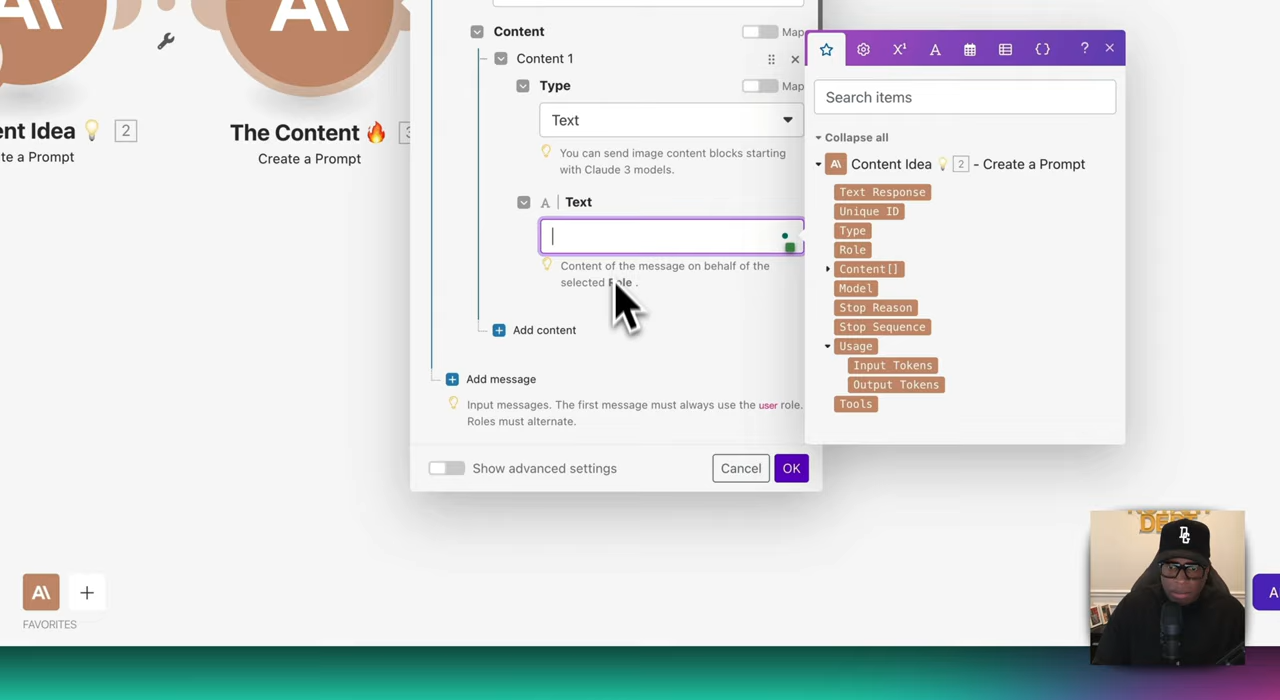 Content
Map
Content 1
Type
Map
Text
You can send image content blocks starting
with Claude 3 models.
A | Text
Content of the message on behalf of the
selected Role .
Add content
Add message
Input messages. The first message must always use the user role.
Roles must alternate.
Show advanced settings
Cancel
OK
ent Idea 💡 2
te a Prompt
The Content 🔥 3
Create a Prompt
Search items
Collapse all
Content Idea 💡 2 - Create a Prompt
Text Response
Unique ID
Type
Role
Content[]
Model
Stop Reason
Stop Sequence
Usage
Input Tokens
Output Tokens
Tools
FAVORITES